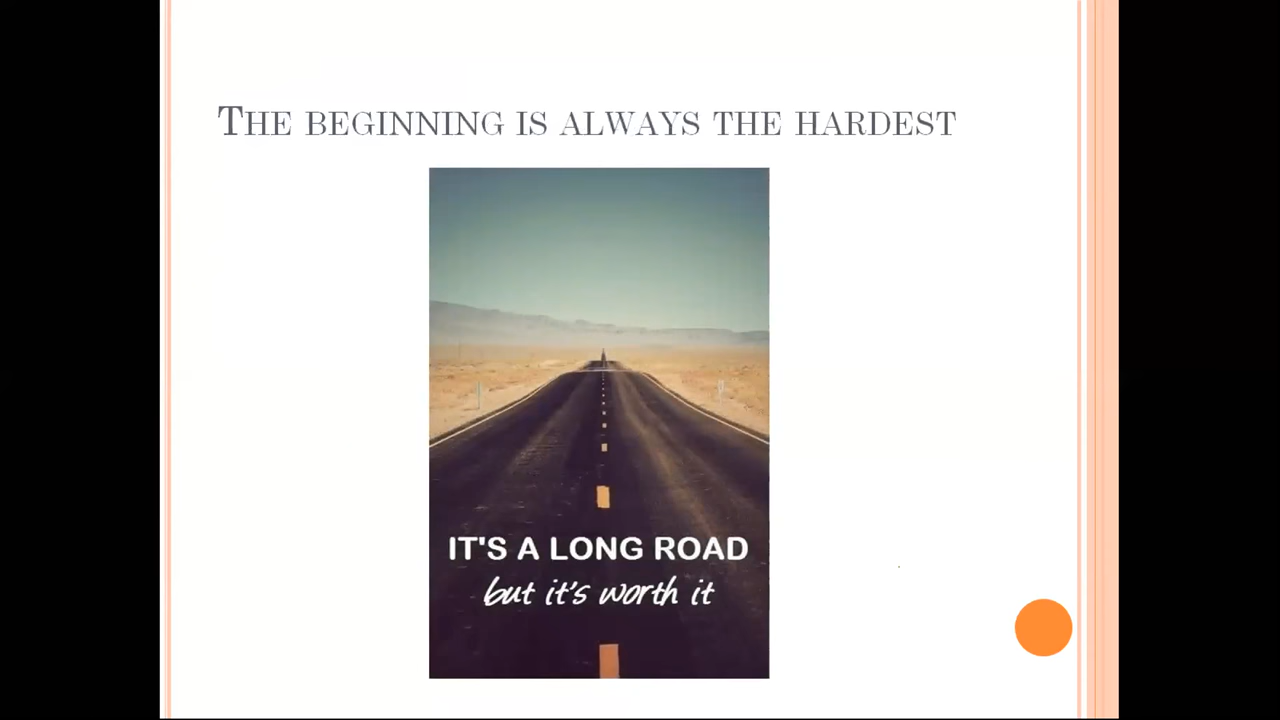 The beginning is always the hardest
IT'S A LONG ROAD
but it's worth it